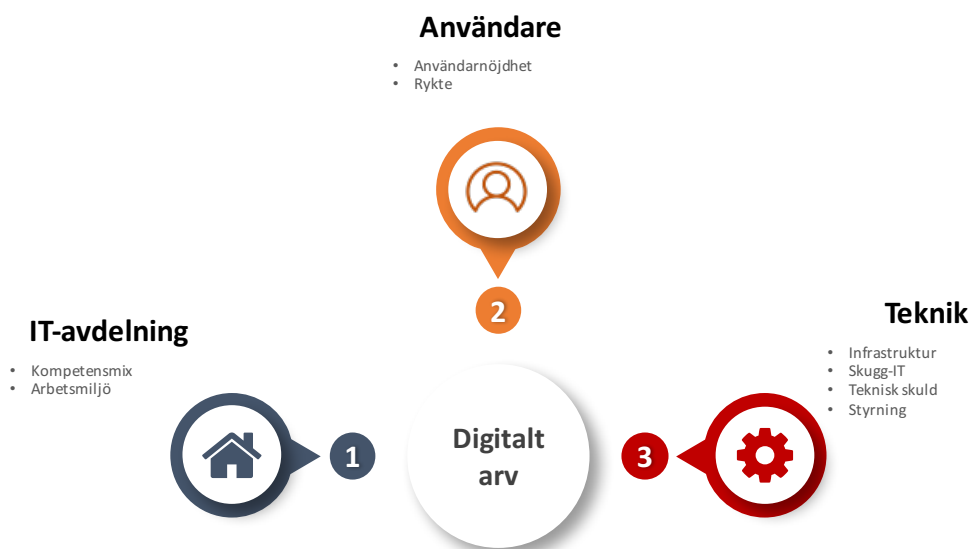 Användare
• Användarnöjdhet
• Rykte
2
IT-avdelning
• Kompetensmix
• Arbetsmiljö
1
Digitalt
arv
3
Teknik
• Infrastruktur
• Skugg-IT
• Teknisk skuld
• Styrning